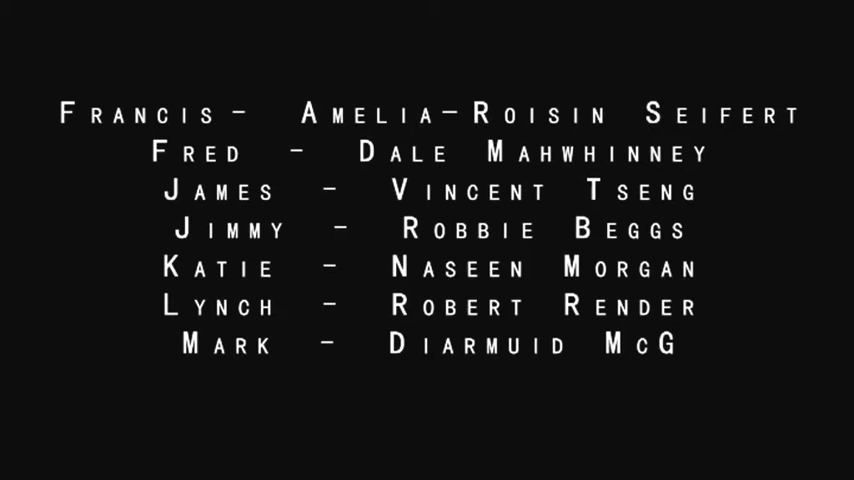 Francis- Amelia-Roisin Seifert
Fred - Dale Mahwhinney
James - Vincent Tseng
Jimmy - Robbie Beggs
Katie - Naseen Morgan
Lynch - Robert Render
Mark - Diarmuid McG